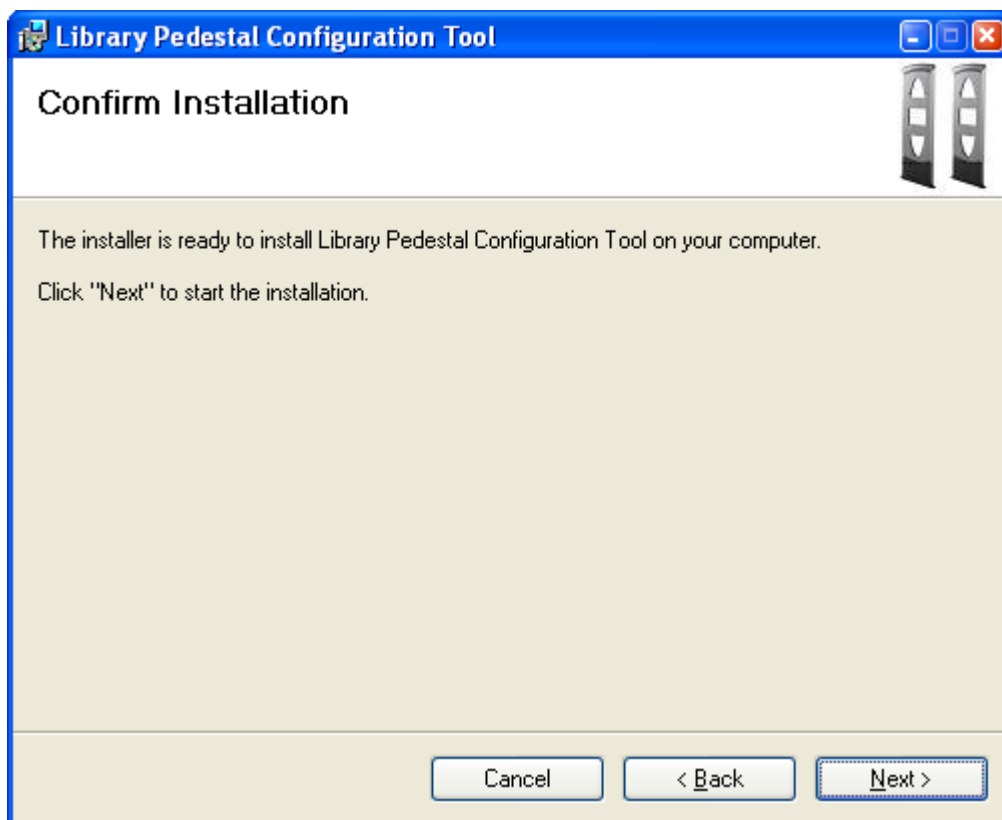 Library Pedestal Configuration Tool
Confirm Installation
The installer is ready to install Library Pedestal Configuration Tool on your computer.
Click "Next" to start the installation.
Cancel
< Back
Next >